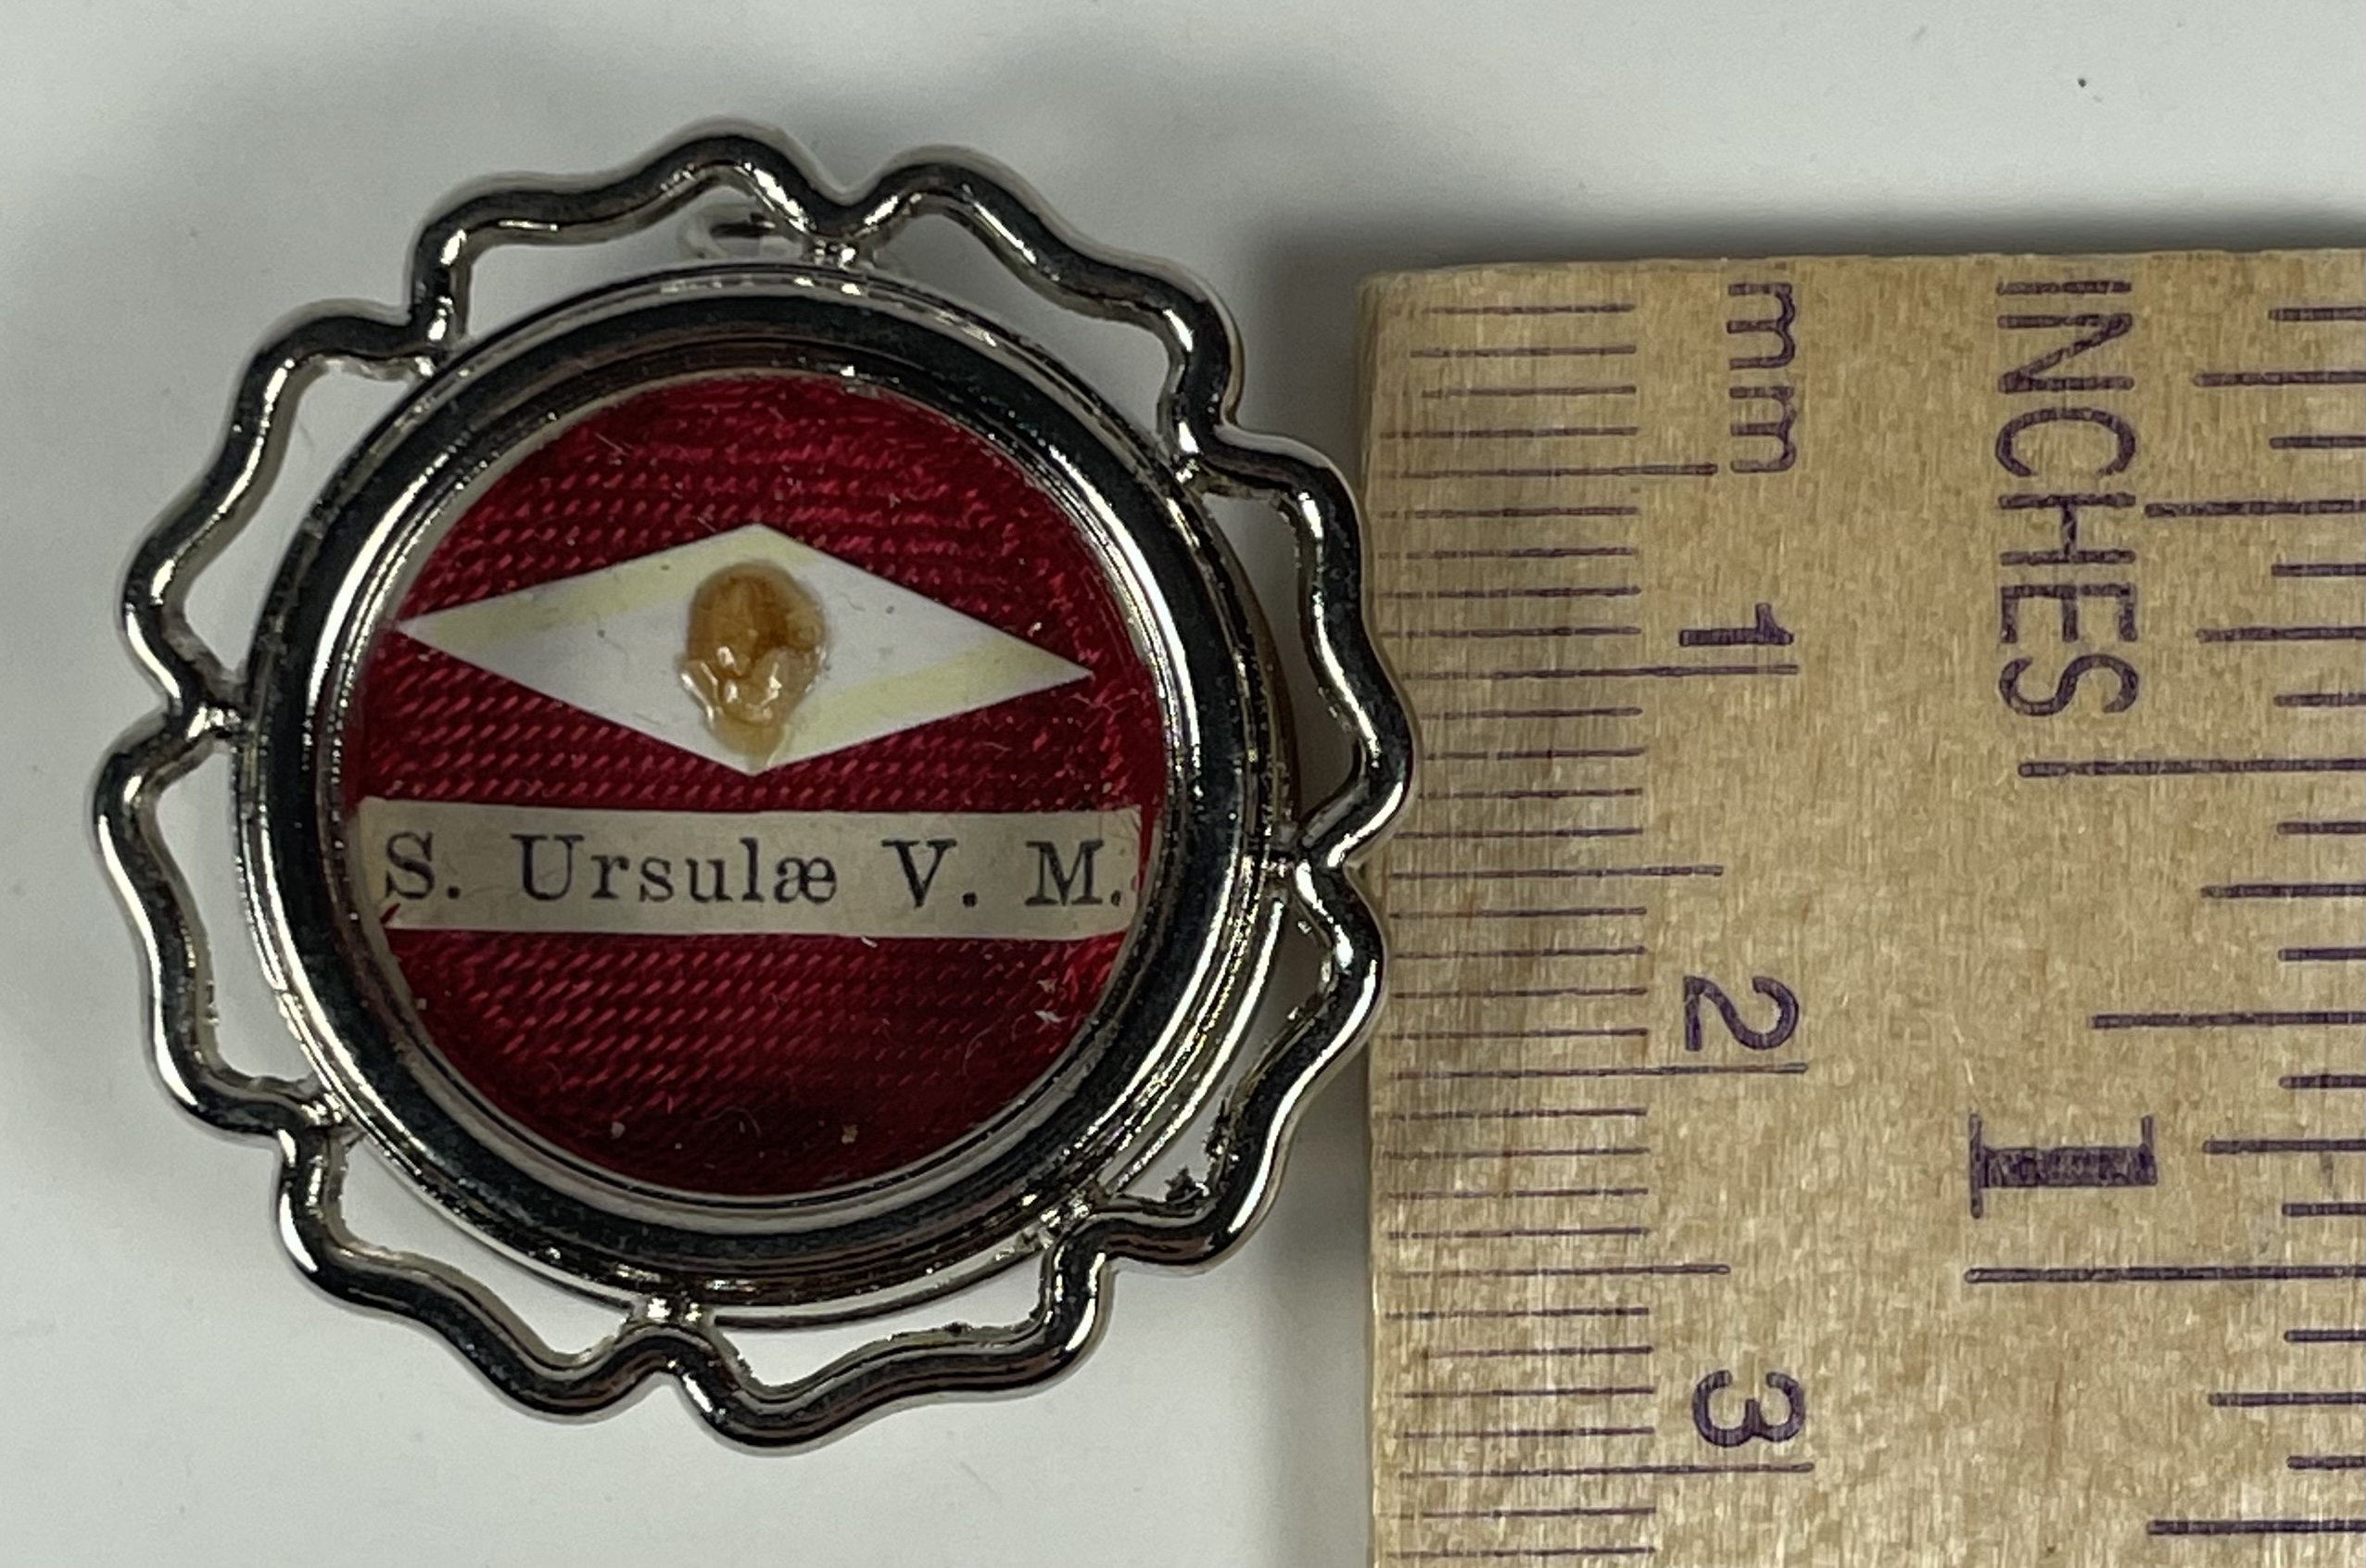 S. Ursulæ V. M.
mm
1
2
3
INCHES
1